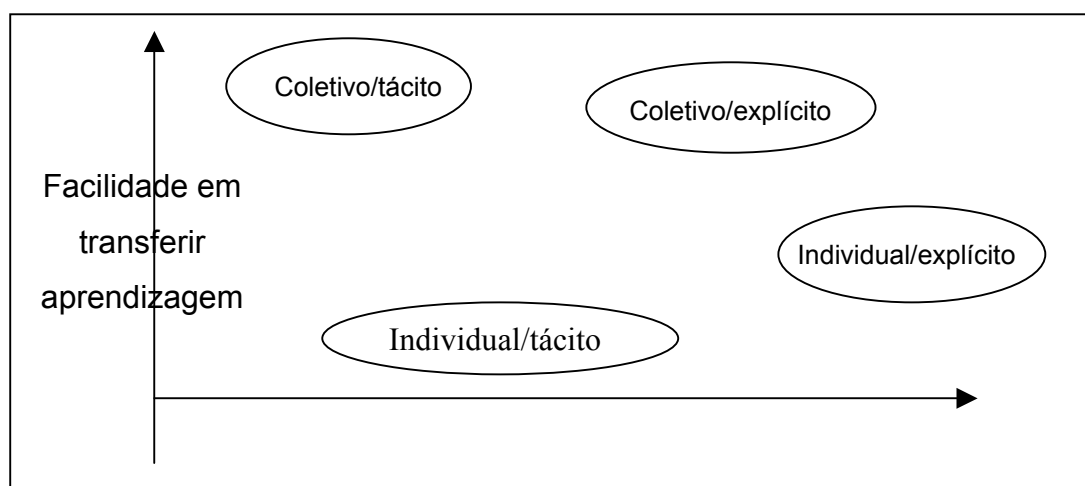 Coletivo/tácito
Coletivo/explícito
Facilidade em
transferir
aprendizagem
Individual/explícito
Individual/tácito